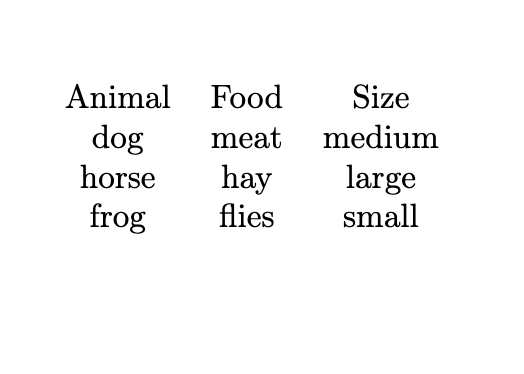 Animal Food Size
dog meat medium
horse hay large
frog flies small